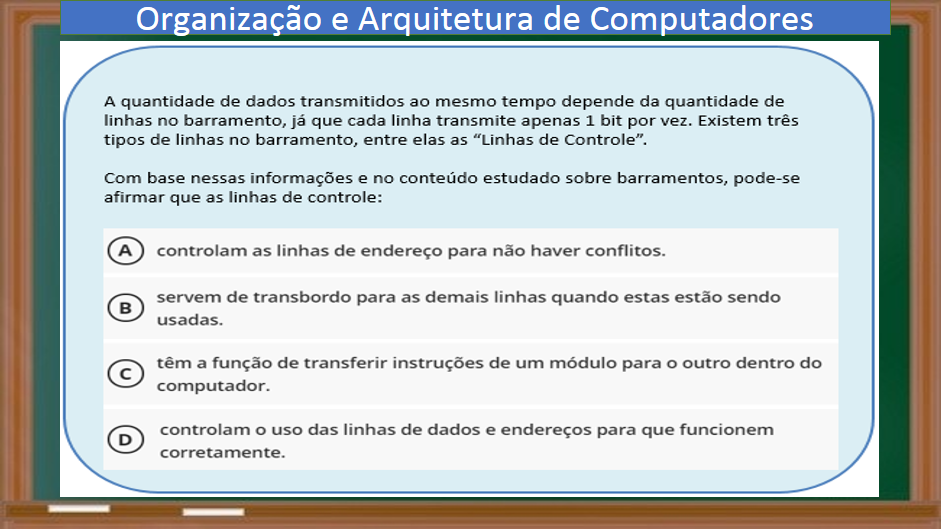 Organização e Arquitetura de Computadores
A quantidade de dados transmitidos ao mesmo tempo depende da quantidade de
linhas no barramento, já que cada linha transmite apenas 1 bit por vez. Existem três
tipos de linhas no barramento, entre elas as “Linhas de Controle”.
Com base nessas informações e no conteúdo estudado sobre barramentos, pode-se
afirmar que as linhas de controle:
A controlam as linhas de endereço para não haver conflitos.
B servem de transbordo para as demais linhas quando estas estão sendo
usadas.
C têm a função de transferir instruções de um módulo para o outro dentro do
computador.
D controlam o uso das linhas de dados e endereços para que funcionem
corretamente.